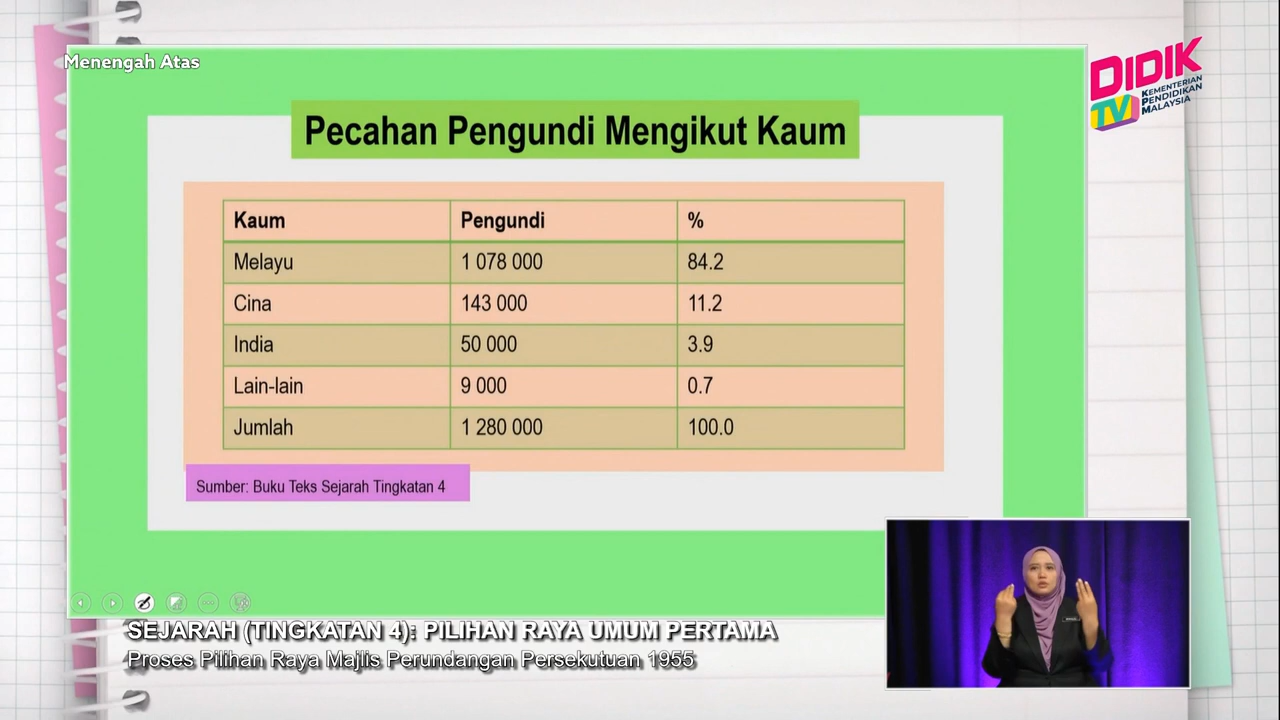 Menengah Atas
DIDIK
TV
KEMENTERIAN
PENDIDIKAN
MALAYSIA
Pecahan Pengundi Mengikut Kaum
Kaum Pengundi %
Melayu 1 078 000 84.2
Cina 143 000 11.2
India 50 000 3.9
Lain-lain 9 000 0.7
Jumlah 1 280 000 100.0
Sumber: Buku Teks Sejarah Tingkatan 4
SEJARAH (TINGKATAN 4): PILIHAN RAYA UMUM PERTAMA
Proses Pilihan Raya Majlis Perundangan Persekutuan 1955